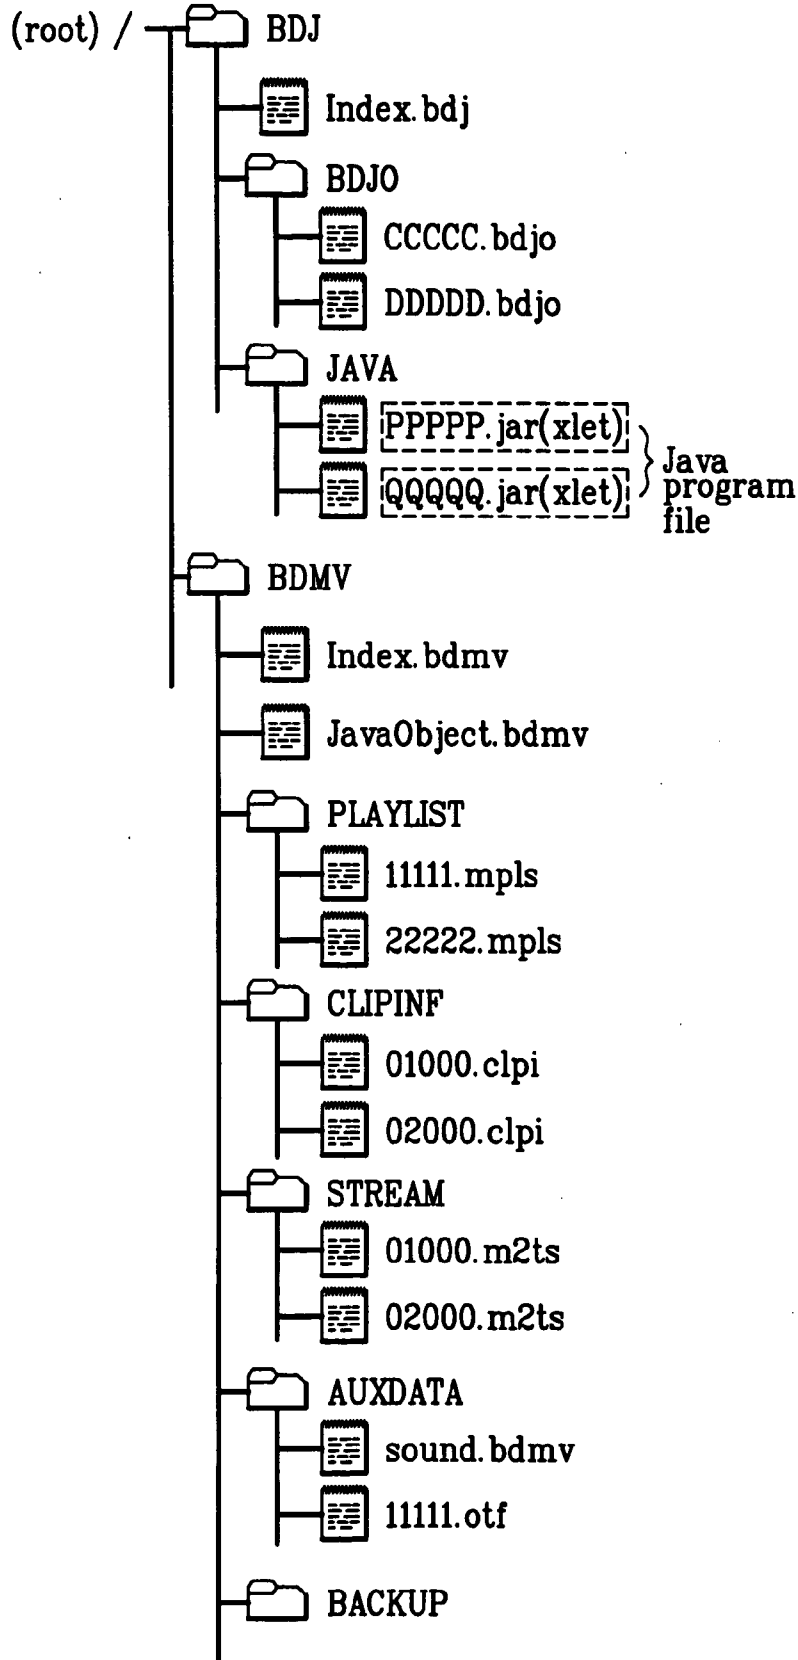 (root) / BDJ
Index.bdj
BDJO
CCCCC.bdjo
DDDDD.bdjo
JAVA
PPPPP.jar(xlet)
QQQQQ.jar(xlet)
Java
program
file
BDMV
Index.bdmv
JavaObject.bdmv
PLAYLIST
11111.mpls
22222.mpls
CLIPINF
01000.clpi
02000.clpi
STREAM
01000.m2ts
02000.m2ts
AUXDATA
sound.bdmv
11111.otf
BACKUP